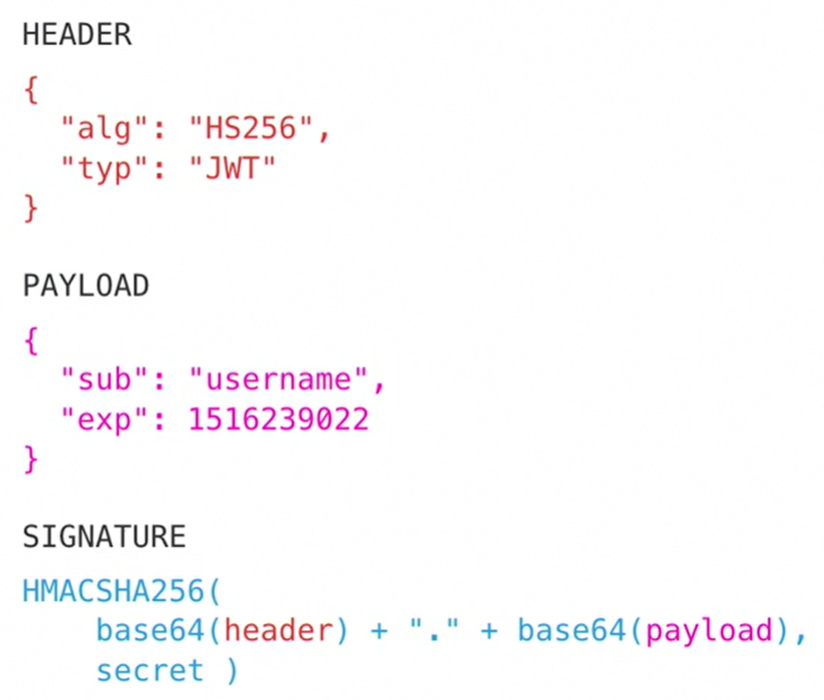 HEADER
{
"alg": "HS256",
"typ": "JWT"
}
PAYLOAD
{
"sub": "username",
"exp": 1516239022
}
SIGNATURE
HMACSHA256(
base64(header) + "." + base64(payload),
secret )